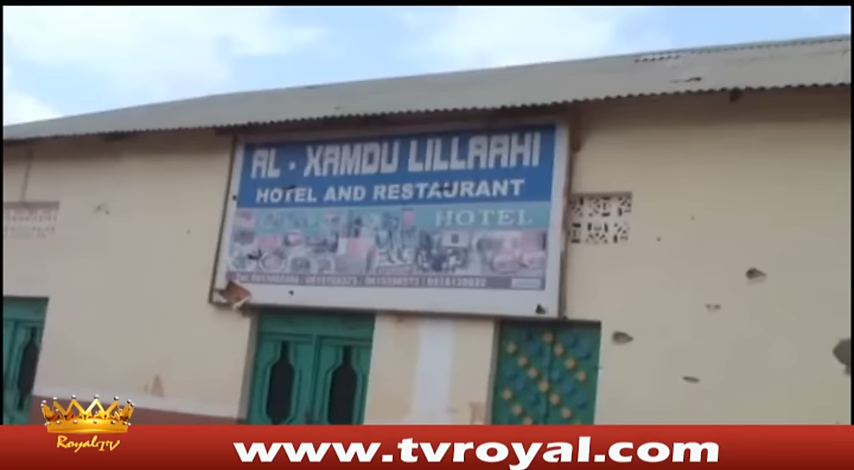 AL - XAMDU LILLAAHI
HOTEL AND RESTAURANT
HOTEL
RoyalTV
www.tvroyal.com